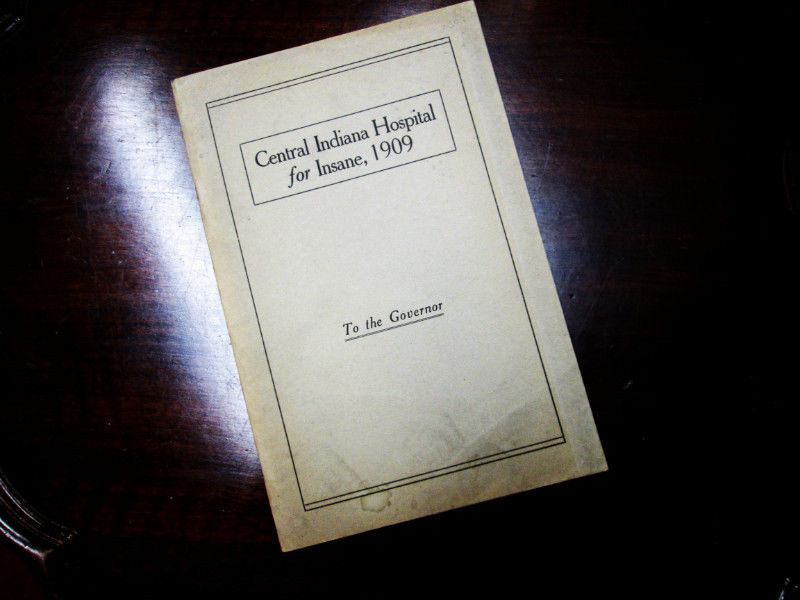 Central Indiana Hospital
for Insane, 1909
To the Governor